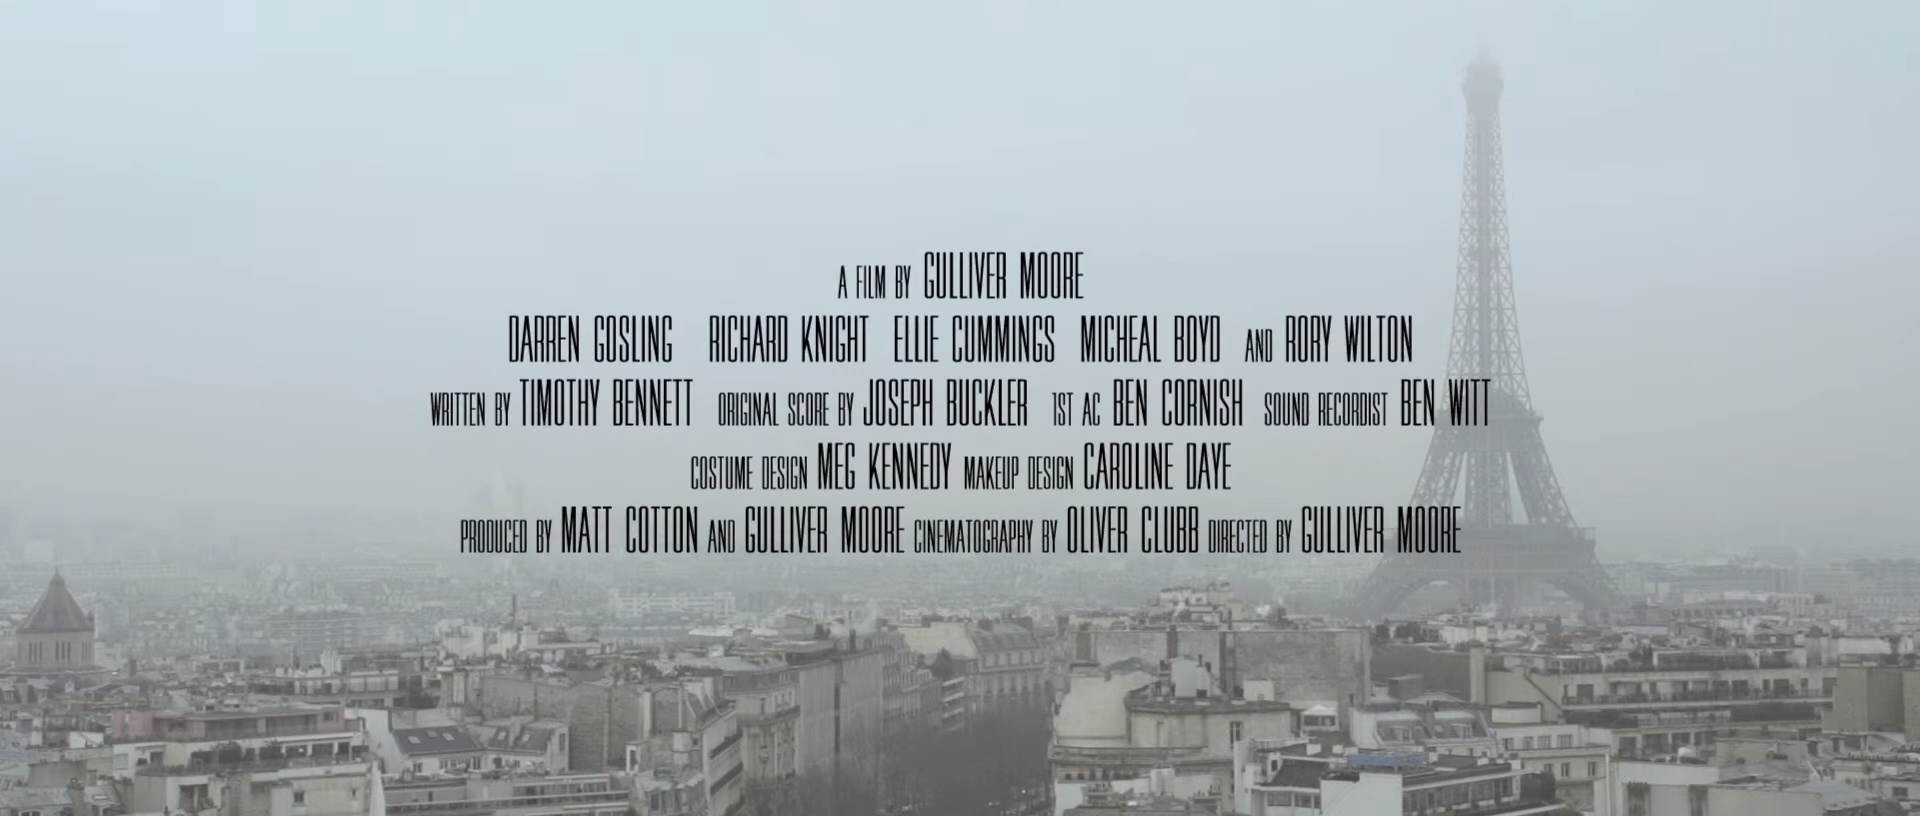 A FILM BY GULLIVER MOORE
DARREN GOSLING RICHARD KNIGHT ELLIE CUMMINGS MICHEAL BOYD AND RORY WILTON
WRITTEN BY TIMOTHY BENNETT ORIGINAL SCORE BY JOSEPH BUCKLER 1ST AC BEN CORNISH SOUND RECORDIST BEN WITT
COSTUME DESIGN MEG KENNEDY MAKEUP DESIGN CAROLINE DAYE
PRODUCED BY MATT COTTON AND GULLIVER MOORE CINEMATOGRAPHY BY OLIVER CLUBB DIRECTED BY GULLIVER MOORE